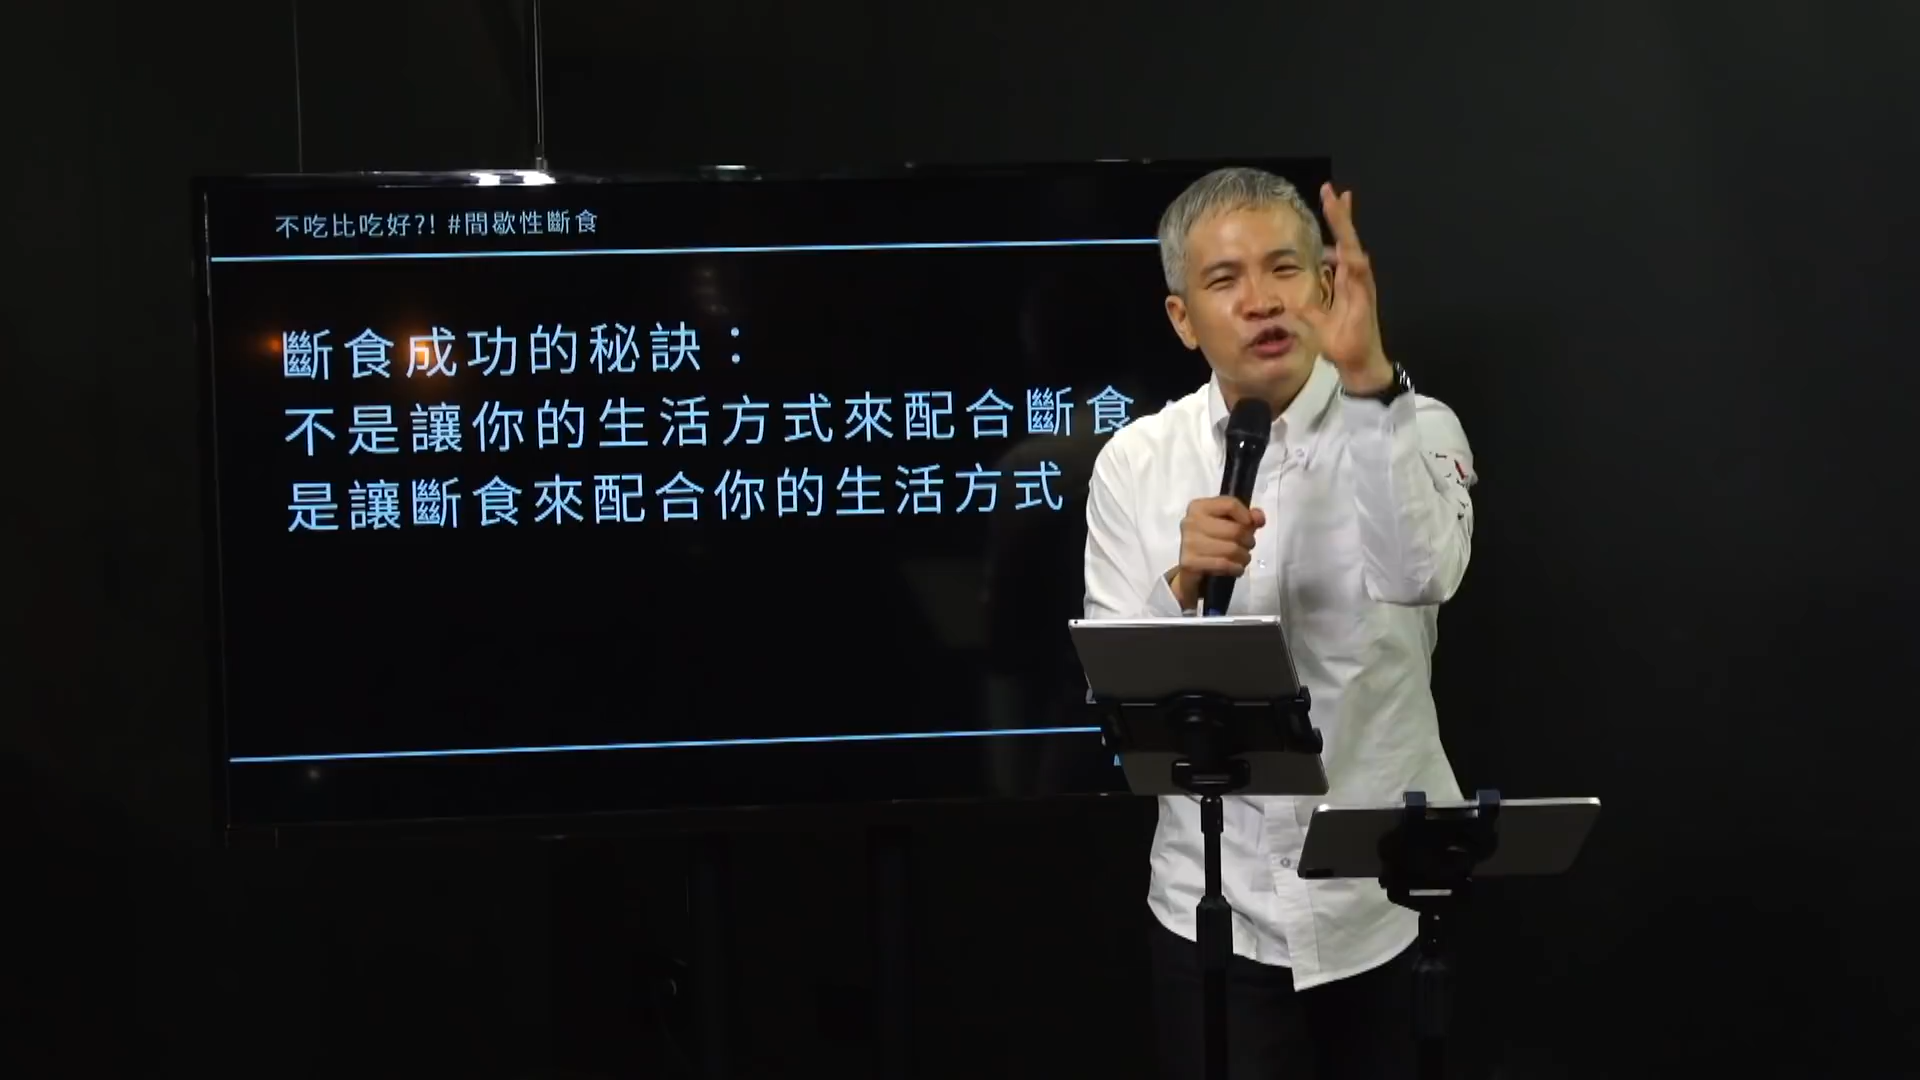 不吃比吃好?! #間歇性斷食
斷食成功的秘訣：
不是讓你的生活方式來配合斷食
是讓斷食來配合你的生活方式